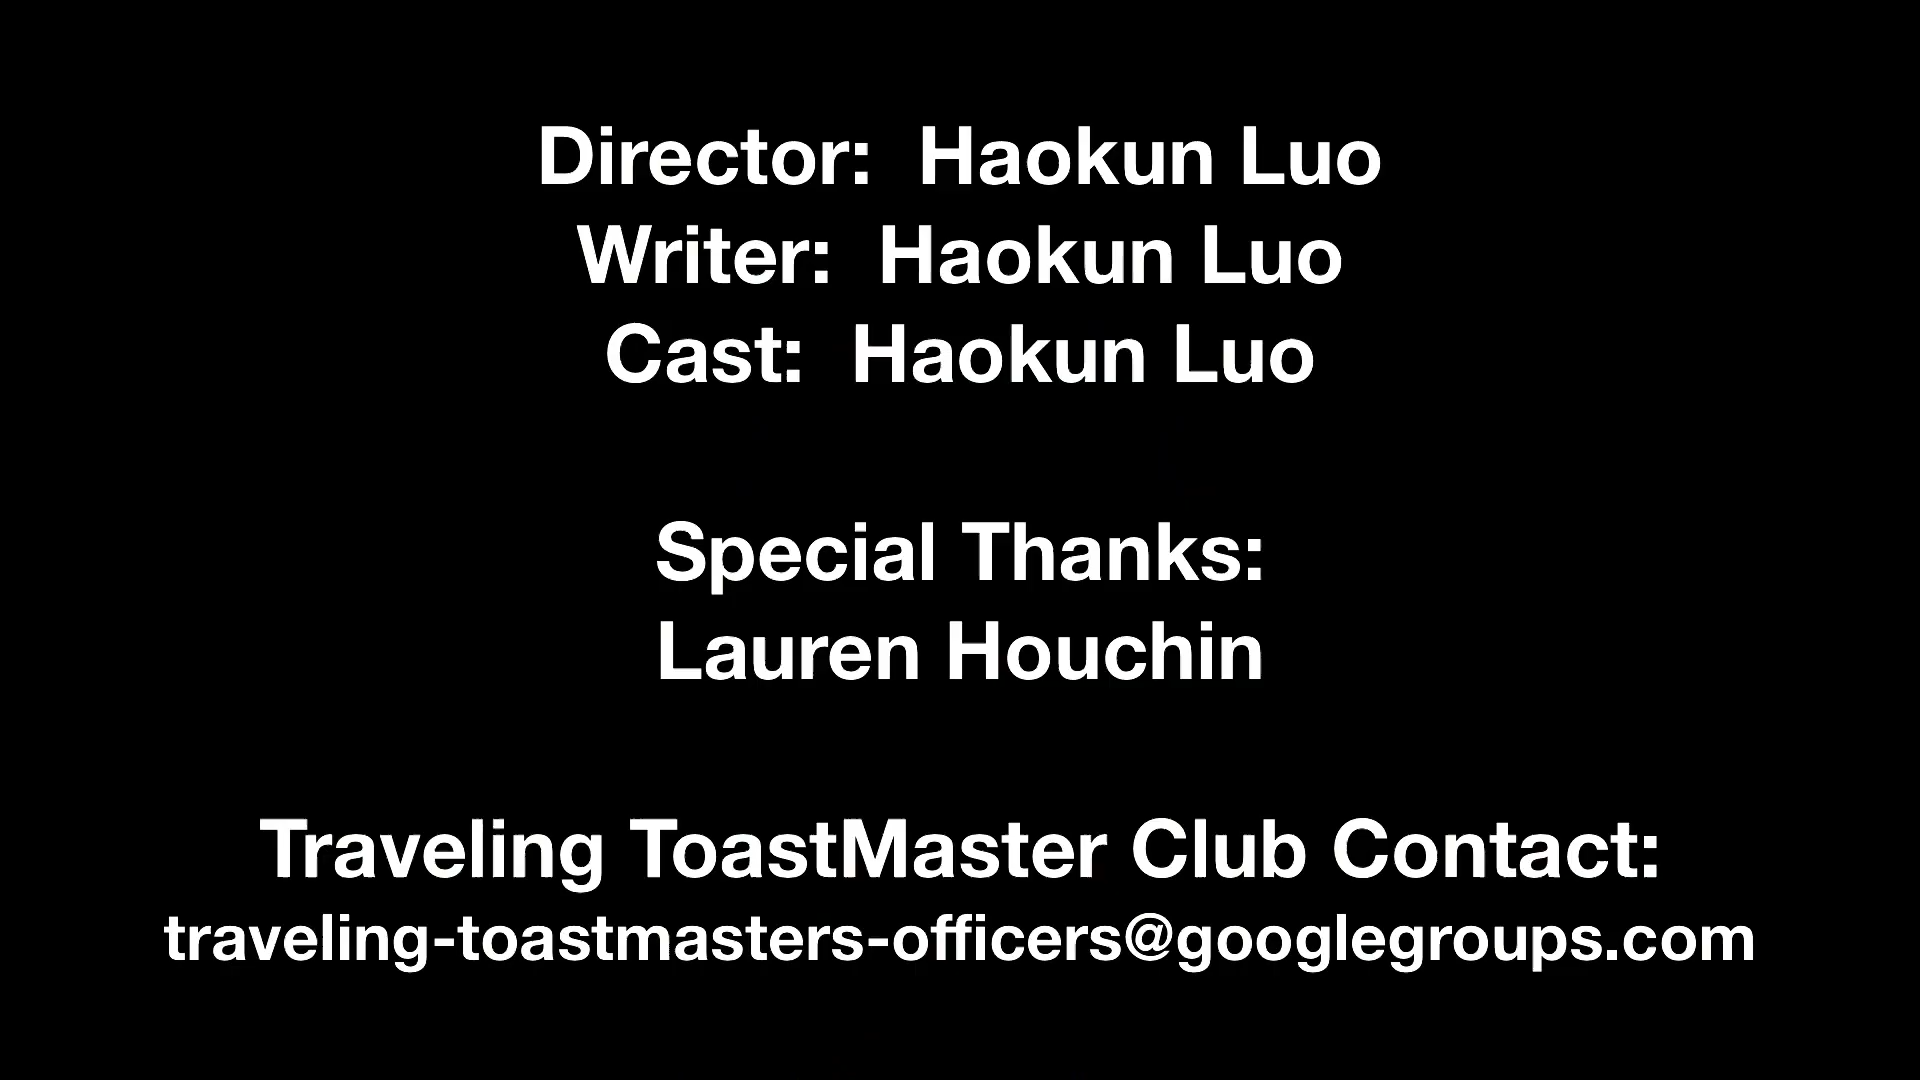 Director:  Haokun Luo
Writer:  Haokun Luo
Cast:  Haokun Luo
Special Thanks:
Lauren Houchin
Traveling ToastMaster Club Contact:
traveling-toastmasters-officers@googlegroups.com